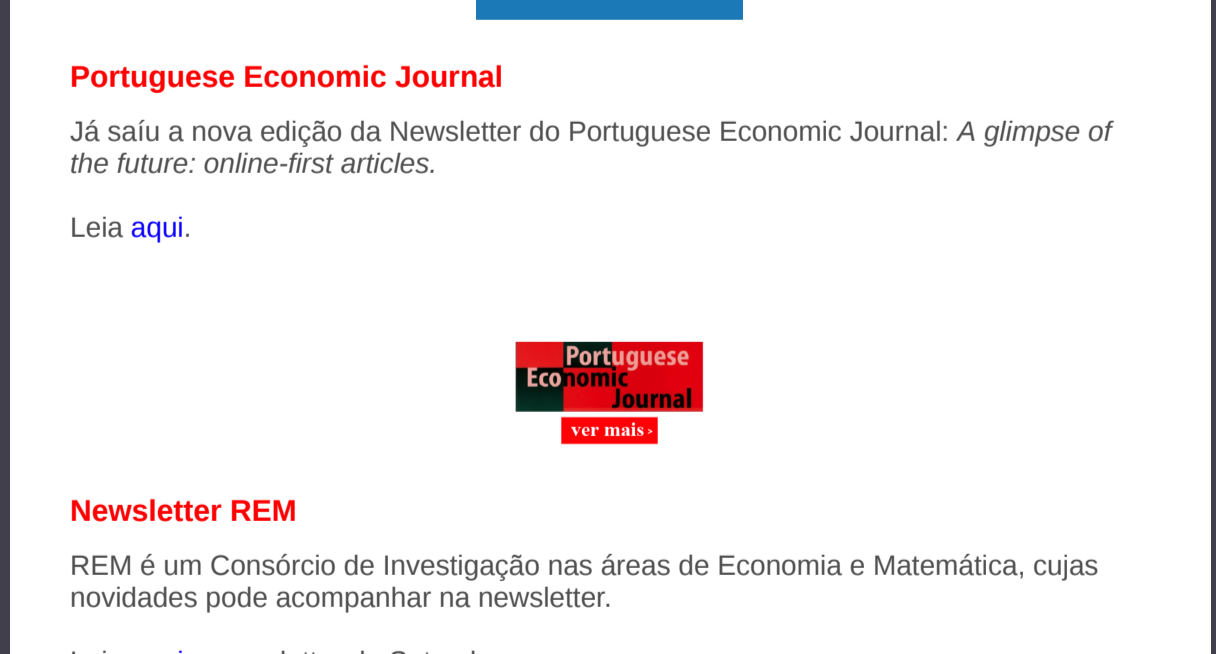 Portuguese Economic Journal
Já saíu a nova edição da Newsletter do Portuguese Economic Journal: A glimpse of
the future: online-first articles.
Leia aqui.
Portuguese
Economic
Journal
ver mais >
Newsletter REM
REM é um Consórcio de Investigação nas áreas de Economia e Matemática, cujas
novidades pode acompanhar na newsletter.